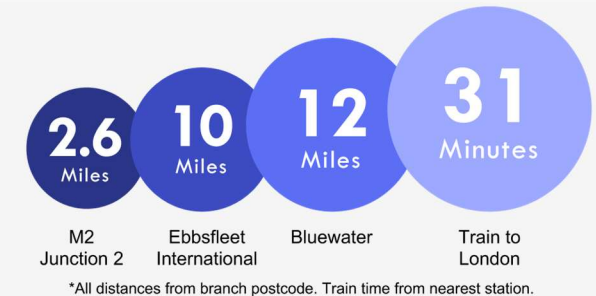 2.6
Miles
10
Miles
12
Miles
31
Minutes
M2
Junction 2
Ebbsfleet
International
Bluewater
Train to
London
*All distances from branch postcode. Train time from nearest station.